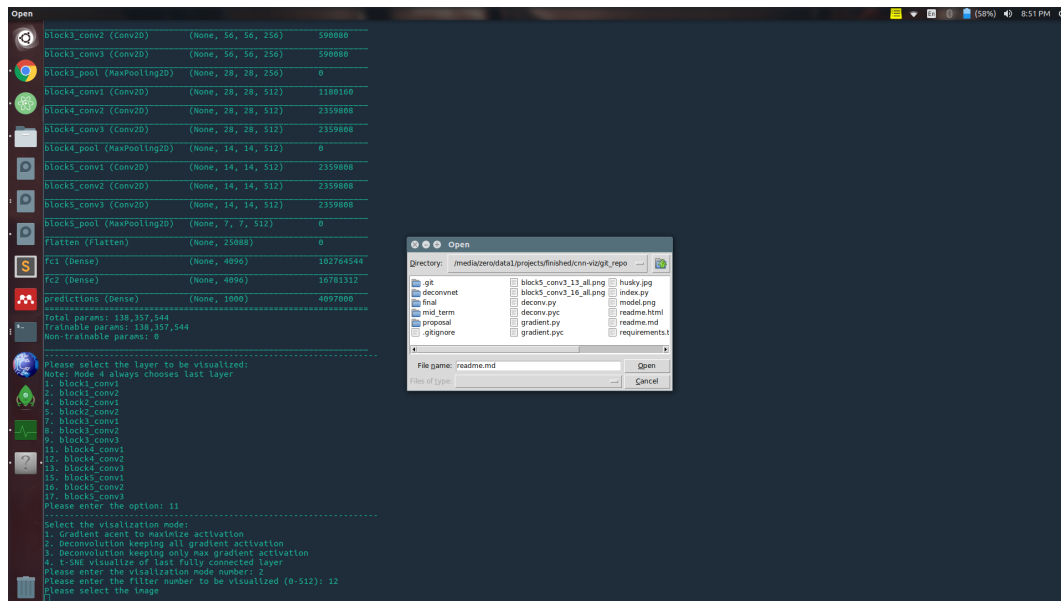 Open
En
(58%)
8:51 PM
block3_conv2 (Conv2D) (None, 56, 56, 256) 590080
block3_conv3 (Conv2D) (None, 56, 56, 256) 590080
block3_pool (MaxPooling2D) (None, 28, 28, 256) 0
block4_conv1 (Conv2D) (None, 28, 28, 512) 1180160
block4_conv2 (Conv2D) (None, 28, 28, 512) 2359808
block4_conv3 (Conv2D) (None, 28, 28, 512) 2359808
block4_pool (MaxPooling2D) (None, 14, 14, 512) 0
block5_conv1 (Conv2D) (None, 14, 14, 512) 2359808
block5_conv2 (Conv2D) (None, 14, 14, 512) 2359808
block5_conv3 (Conv2D) (None, 14, 14, 512) 2359808
block5_pool (MaxPooling2D) (None, 7, 7, 512) 0
flatten (Flatten) (None, 25088) 0
fc1 (Dense) (None, 4096) 102764544
fc2 (Dense) (None, 4096) 16781312
predictions (Dense) (None, 1000) 4097000
Total params: 138,357,544
Trainable params: 138,357,544
Non-trainable params: 0
Please select the layer to be visualized:
Note: Mode 4 always chooses last layer
1. block1_conv1
2. block1_conv2
4. block2_conv1
5. block2_conv2
7. block3_conv1
8. block3_conv2
9. block3_conv3
11. block4_conv1
12. block4_conv2
13. block4_conv3
15. block5_conv1
16. block5_conv2
17. block5_conv3
Please enter the option: 11
Select the visalization mode:
1. Gradient acent to maximize activation
2. Deconvolution keeping all gradient activation
3. Deconvolution keeping only max gradient activation
4. t-SNE visualize of last fully connected layer
Please enter the visalization mode number: 2
Please enter the filter number to be visualized (0-512): 12
Please select the image
Open
Directory: /media/zero/data1/projects/finished/cnn-viz/git_repo
.git block5_conv3_13_all.png husky.jpg
deconvnet block5_conv3_16_all.png index.py
final deconv.py model.png
mid_term deconv.pyc readme.html
proposal gradient.py readme.md
.gitignore gradient.pyc requirements.t
File name: readme.md Open
Files of type: Cancel